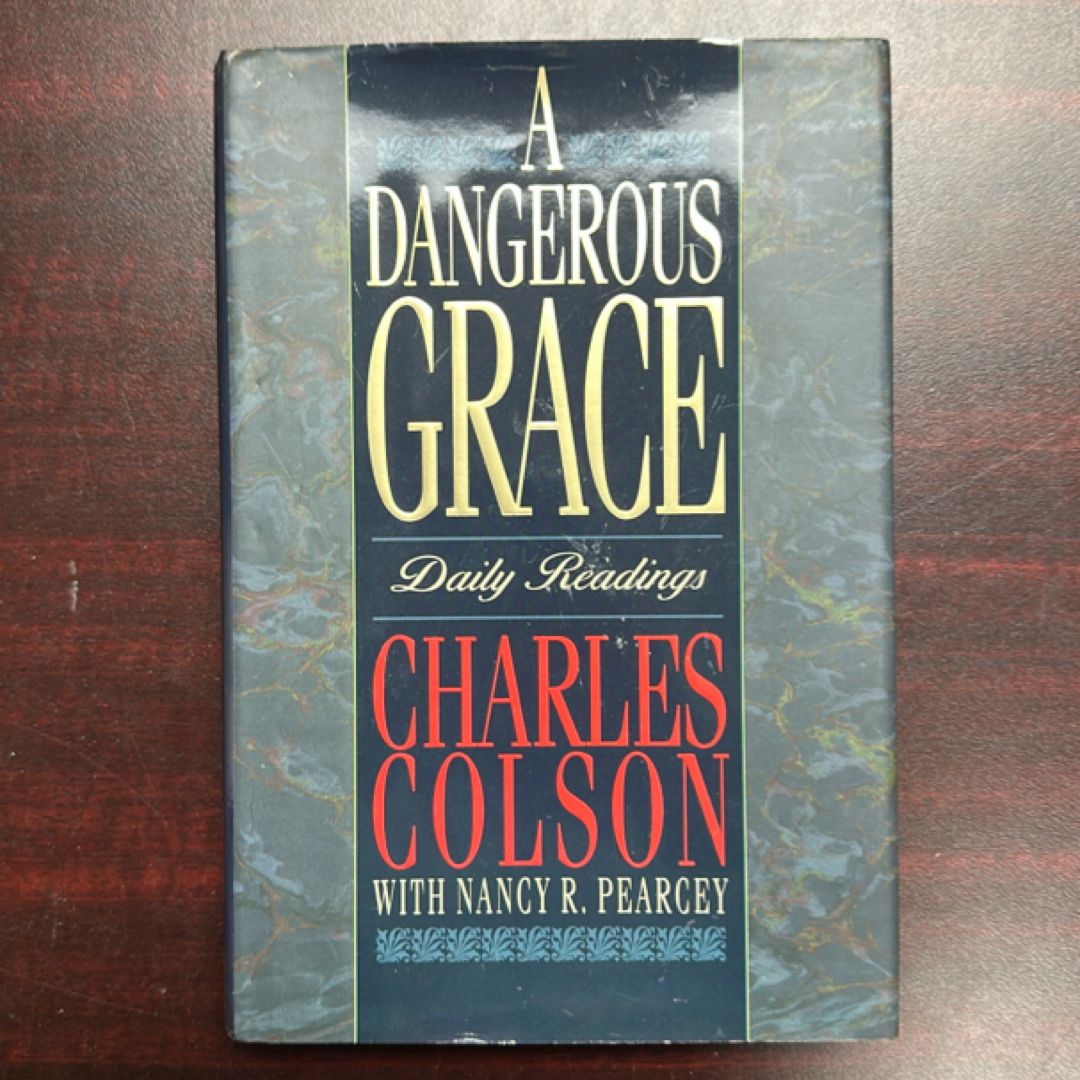 A
DANGEROUS
GRACE
Daily Readings
CHARLES
COLSON
WITH NANCY R. PEARCEY